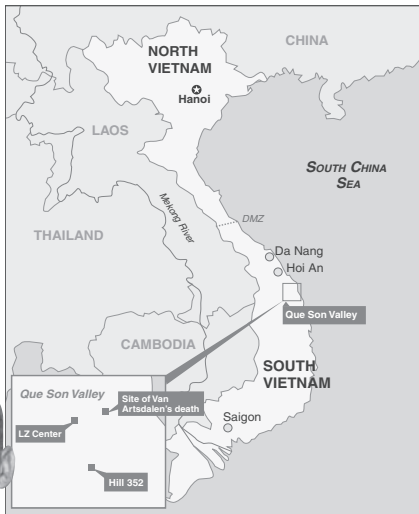 CHINA
NORTH
VIETNAM
Hanoi
LAOS
SOUTH CHINA
SEA
Mekong River
DMZ
THAILAND
Da Nang
Hoi An
Que Son Valley
CAMBODIA
SOUTH
VIETNAM
Que Son Valley
Site of Van
Artsdalen's death
LZ Center
Saigon
Hill 352